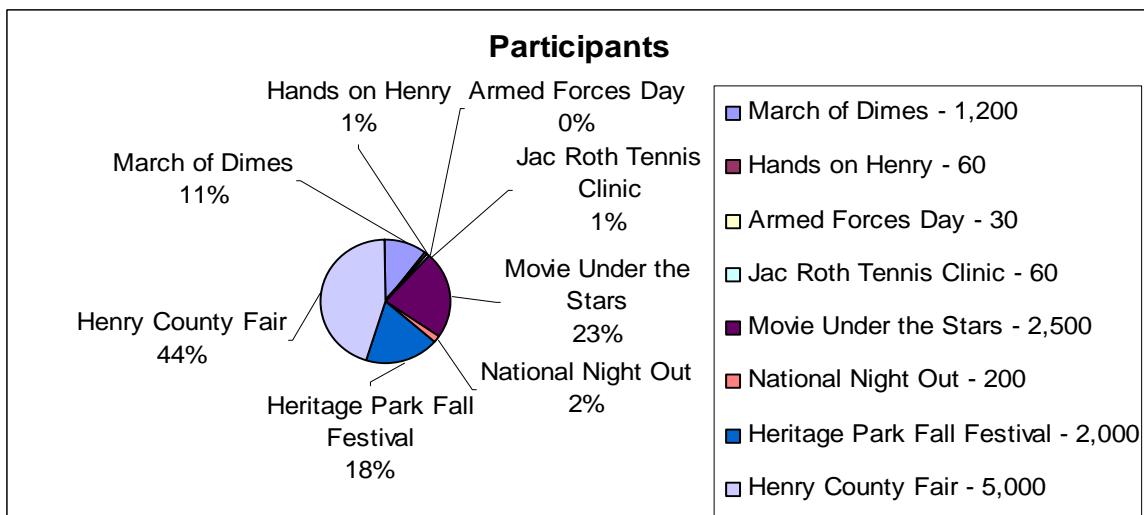 Participants
Hands on Henry
1%
Armed Forces Day
0%
March of Dimes
11%
Jac Roth Tennis
Clinic
1%
Movie Under the
Stars
23%
Henry County Fair
44%
National Night Out
2%
Heritage Park Fall
Festival
18%
March of Dimes - 1,200
Hands on Henry - 60
Armed Forces Day - 30
Jac Roth Tennis Clinic - 60
Movie Under the Stars - 2,500
National Night Out - 200
Heritage Park Fall Festival - 2,000
Henry County Fair - 5,000